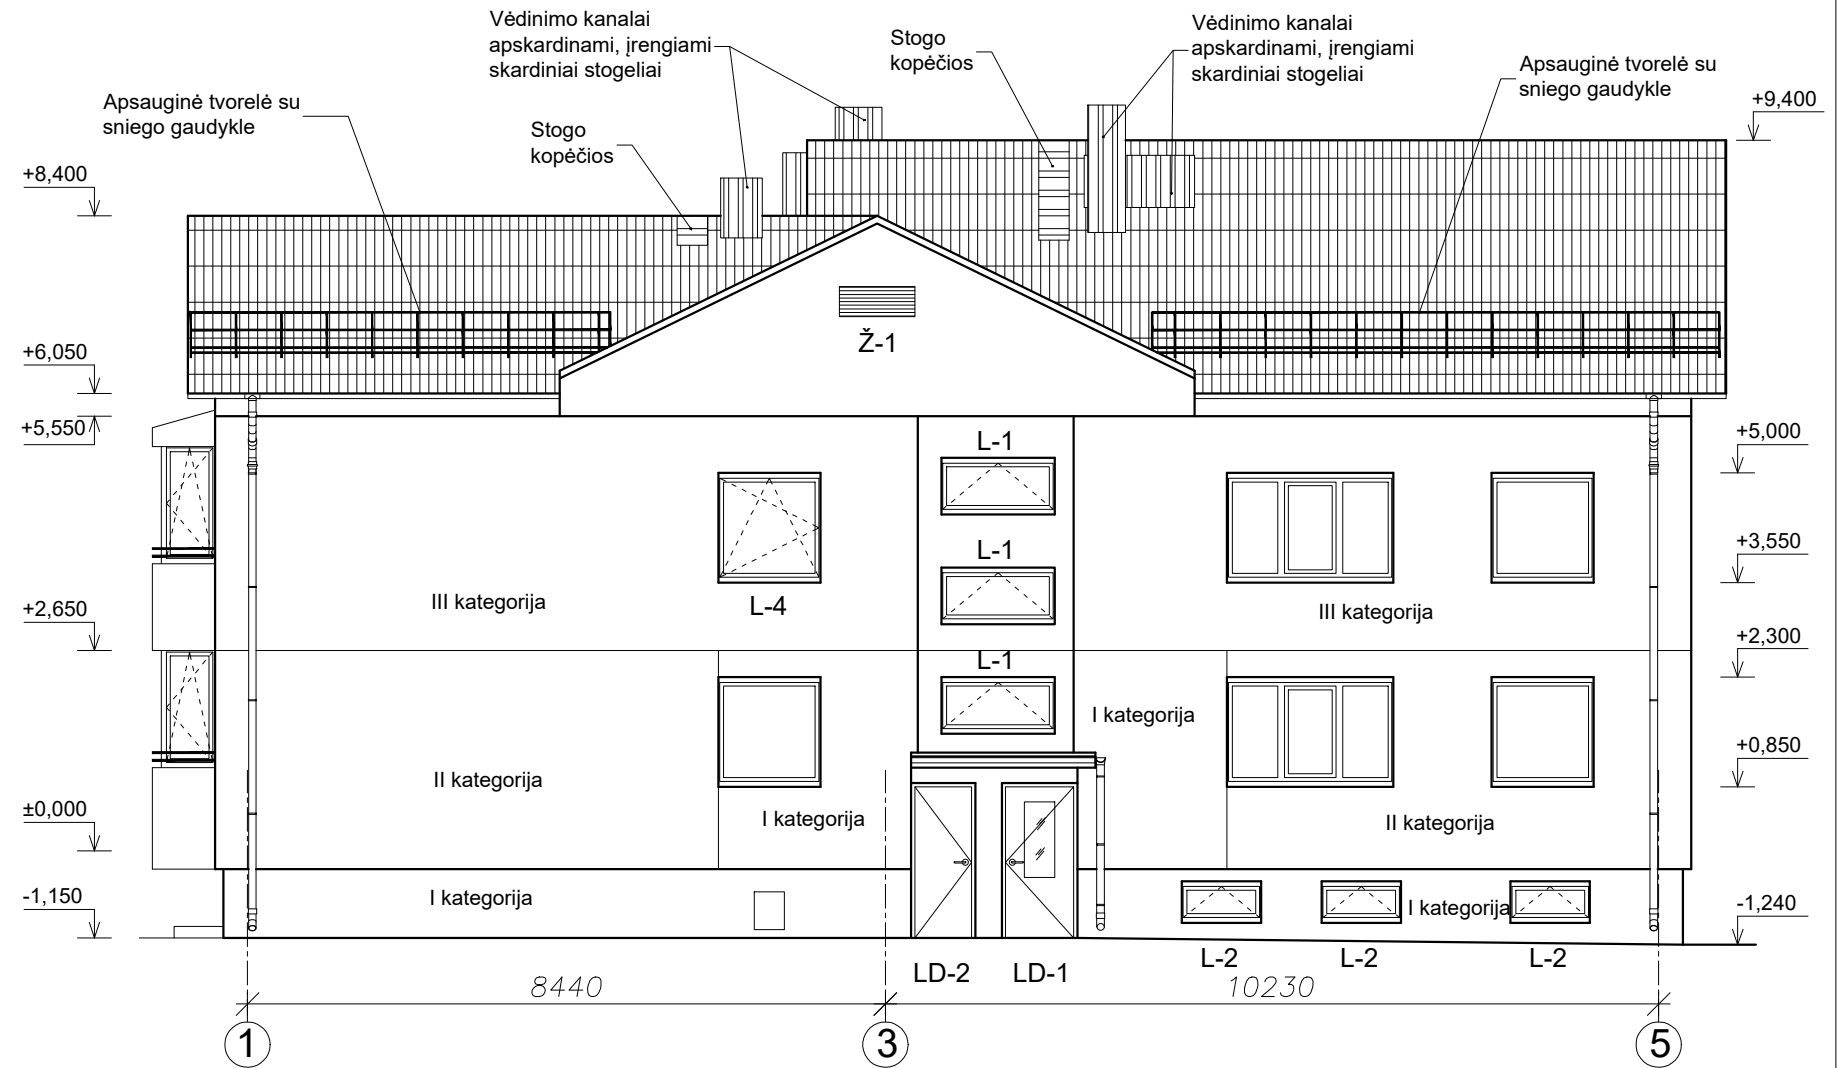 Vėdinimo kanalai
apskardinami, įrengiami
skardiniai stogeliai
Stogo
kopėčios
Vėdinimo kanalai
apskardinami, įrengiami
skardiniai stogeliai
Apsauginė tvorelė su
sniego gaudykle
Apsauginė tvorelė su
sniego gaudykle
Stogo
kopėčios
+9,400
+8,400
Ž-1
+6,050
+5,550
L-1
+5,000
L-1
+3,550
III kategorija
L-4
III kategorija
+2,650
+2,300
L-1
I kategorija
+0,850
II kategorija
±0,000
I kategorija
II kategorija
-1,150
I kategorija
I kategorija
-1,240
LD-2
LD-1
L-2
L-2
L-2
8440
10230
1
3
5